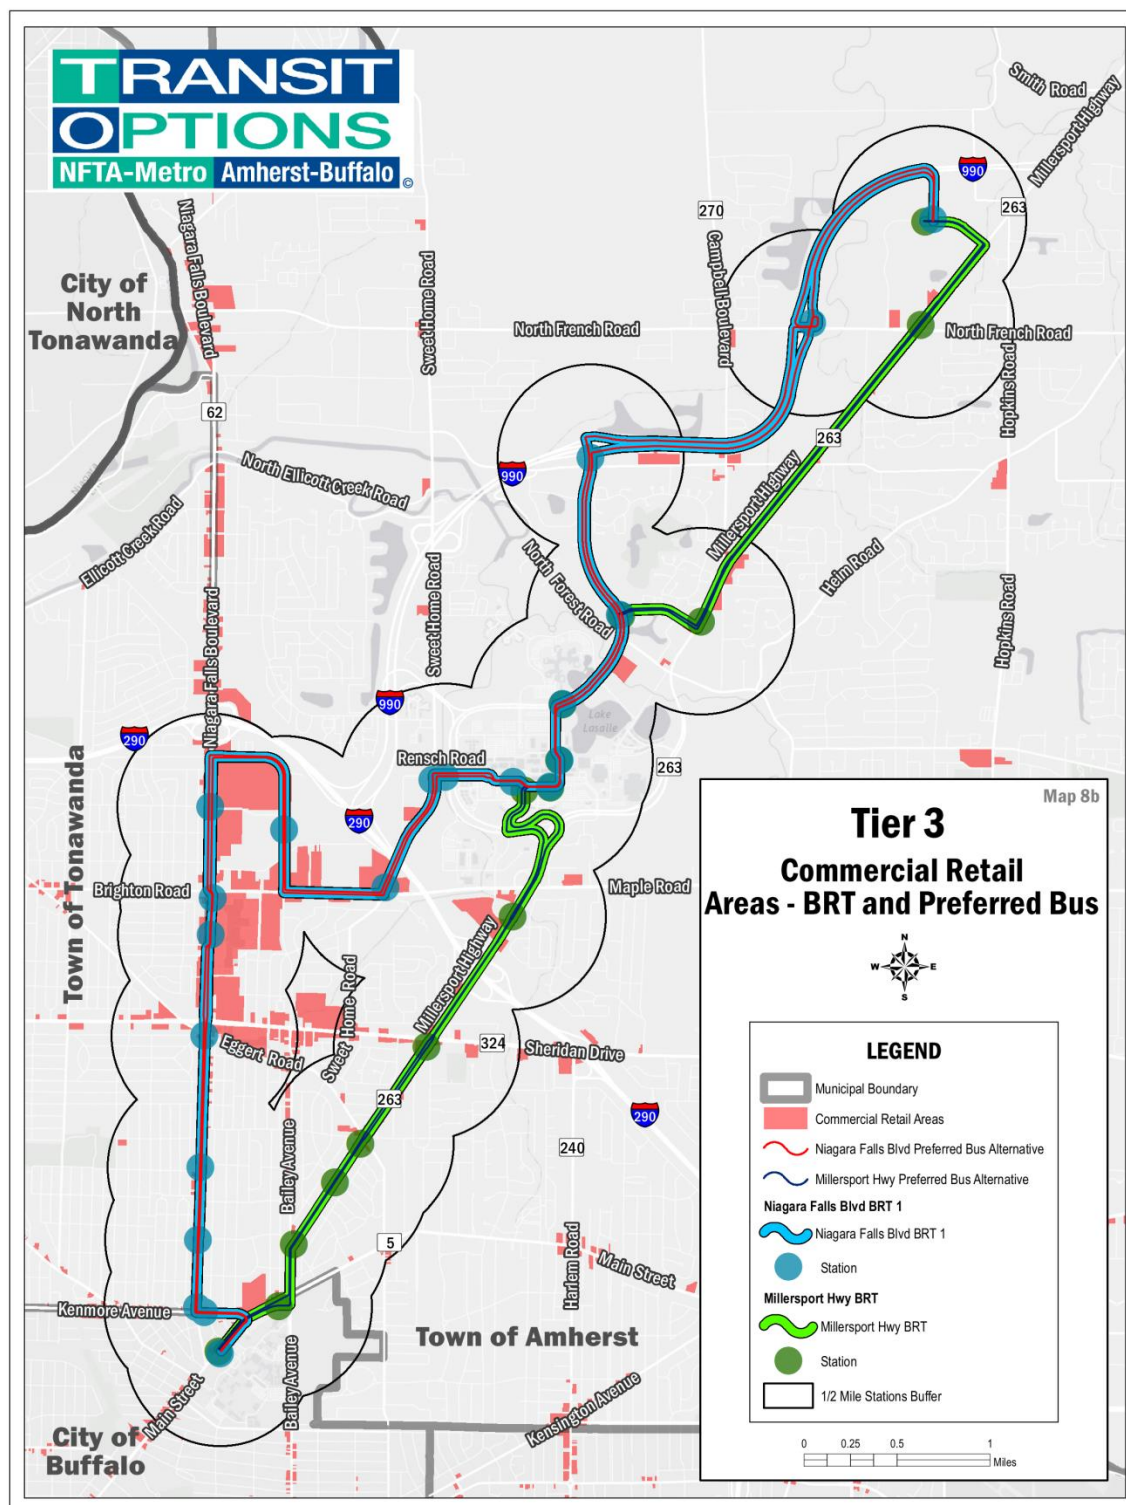 TRANSIT
OPTIONS
NFTA-Metro Amherst-Buffalo ©
Smith Road
Millersport Highway
990
263
270
Niagara Falls Boulevard
City of
North
Tonawanda
Sweet Home Road
Campbell Boulevard
North French Road
North French Road
Hopkins Road
62
263
990
North Ellicott Creek Road
Millersport Highway
Ellicott Creek Road
North Forest Road
Heim Road
Sweet Home Road
Niagara Falls Boulevard
Hopkins Road
990
Lake
Lasalle
290
Rensch Road
263
Town of Tonawanda
290
Brighton Road
Maple Road
Millersport Highway
Sweet Home Road
Eggert Road
324
Sheridan Drive
263
290
Bailey Avenue
240
5
Harlem Road
Main Street
Kenmore Avenue
Town of Amherst
Bailey Avenue
Main Street
Kensington Avenue
City of
Buffalo
Map 8b
Tier 3
Commercial Retail
Areas - BRT and Preferred Bus
N
W E
S
LEGEND
Municipal Boundary
Commercial Retail Areas
Niagara Falls Blvd Preferred Bus Alternative
Millersport Hwy Preferred Bus Alternative
Niagara Falls Blvd BRT 1
Niagara Falls Blvd BRT 1
Station
Millersport Hwy BRT
Millersport Hwy BRT
Station
1/2 Mile Stations Buffer
0 0.25 0.5 1
Miles